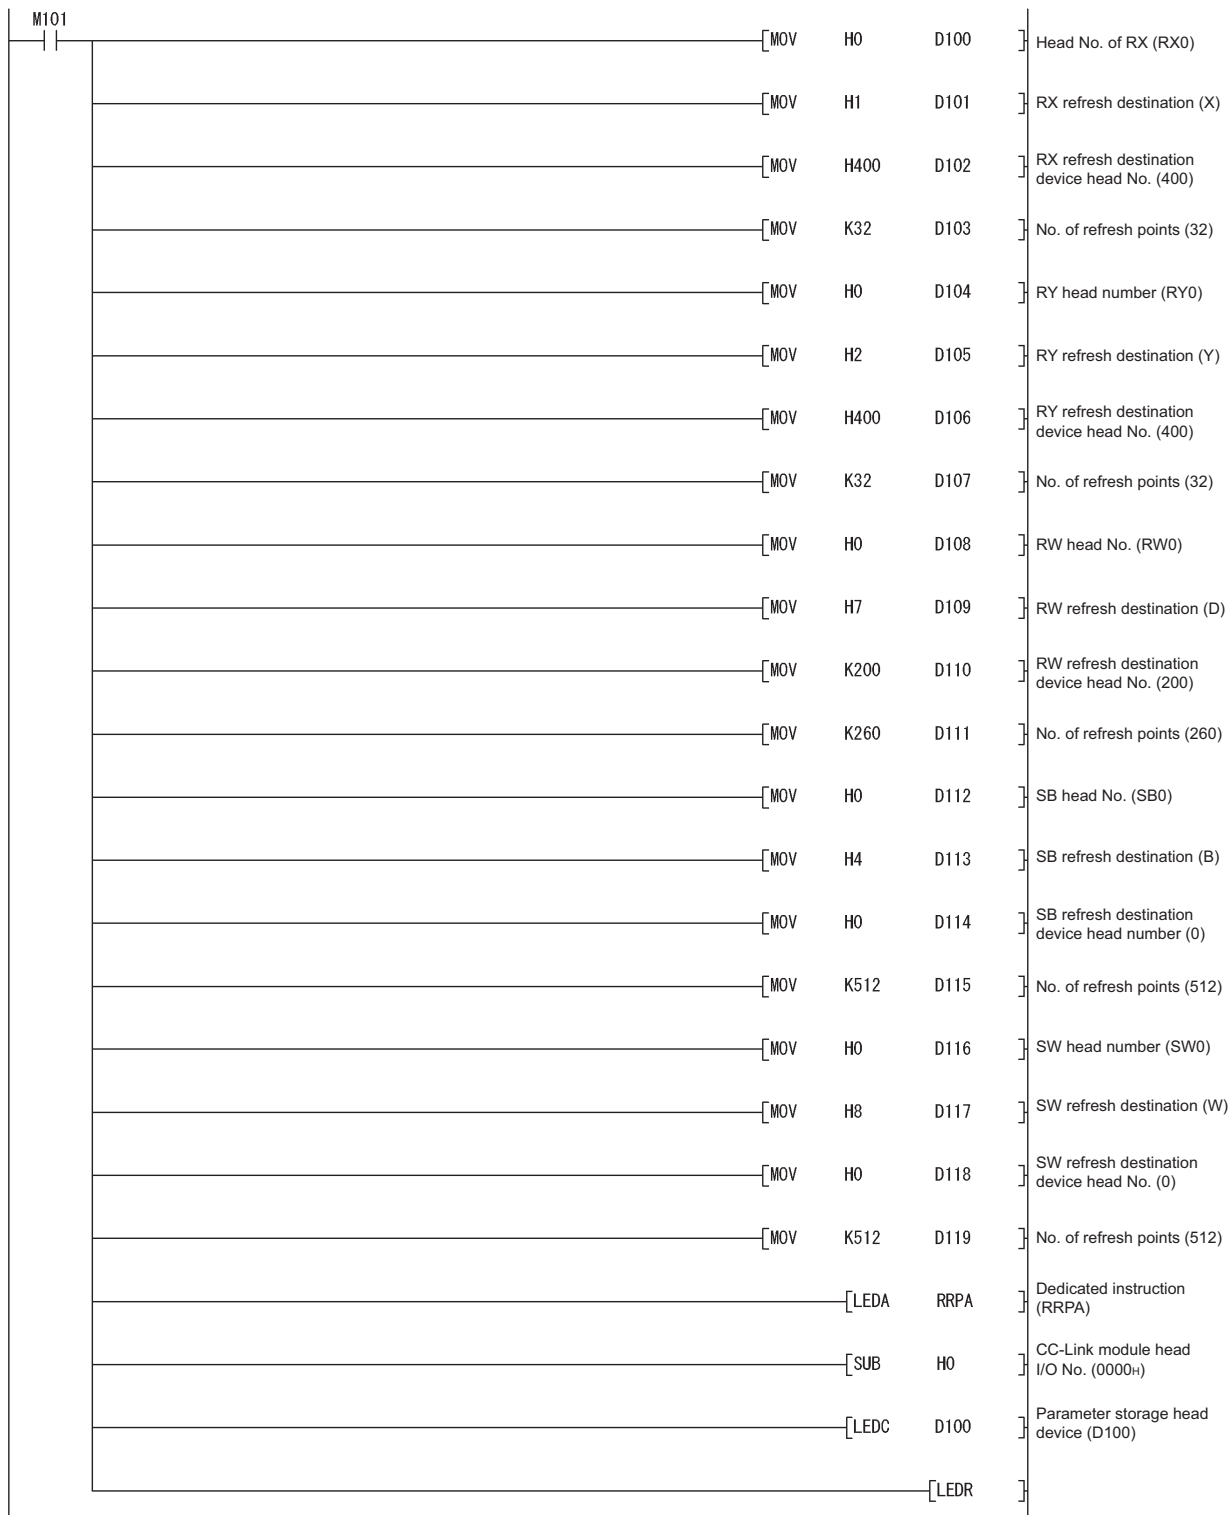 M101
MOV H0 D100 Head No. of RX (RX0)
MOV H1 D101 RX refresh destination (X)
MOV H400 D102 RX refresh destination
device head No. (400)
MOV K32 D103 No. of refresh points (32)
MOV H0 D104 RY head number (RY0)
MOV H2 D105 RY refresh destination (Y)
MOV H400 D106 RY refresh destination
device head No. (400)
MOV K32 D107 No. of refresh points (32)
MOV H0 D108 RW head No. (RW0)
MOV H7 D109 RW refresh destination (D)
MOV K200 D110 RW refresh destination
device head No. (200)
MOV K260 D111 No. of refresh points (260)
MOV H0 D112 SB head No. (SB0)
MOV H4 D113 SB refresh destination (B)
MOV H0 D114 SB refresh destination
device head number (0)
MOV K512 D115 No. of refresh points (512)
MOV H0 D116 SW head number (SW0)
MOV H8 D117 SW refresh destination (W)
MOV H0 D118 SW refresh destination
device head No. (0)
MOV K512 D119 No. of refresh points (512)
LEDA RRPA Dedicated instruction
(RRPA)
SUB H0 CC-Link module head
I/O No. (0000H)
LEDC D100 Parameter storage head
device (D100)
LEDR